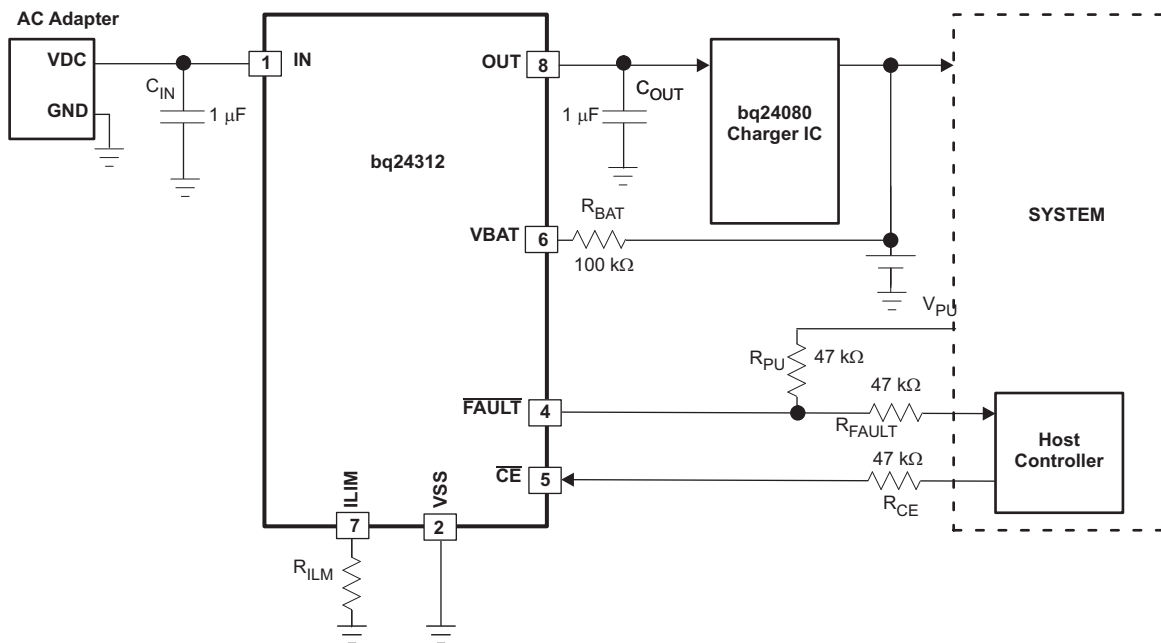 AC Adapter
VDC
GND
C_IN
1 μF
1
IN
bq24312
OUT
8
C_OUT
1 μF
bq24080
Charger IC
SYSTEM
VBAT
6
R_BAT
100 kΩ
V_PU
R_PU
47 kΩ
FAULT
4
47 kΩ
R_FAULT
Host
Controller
CE
5
47 kΩ
R_CE
ILIM
7
VSS
2
R_ILM